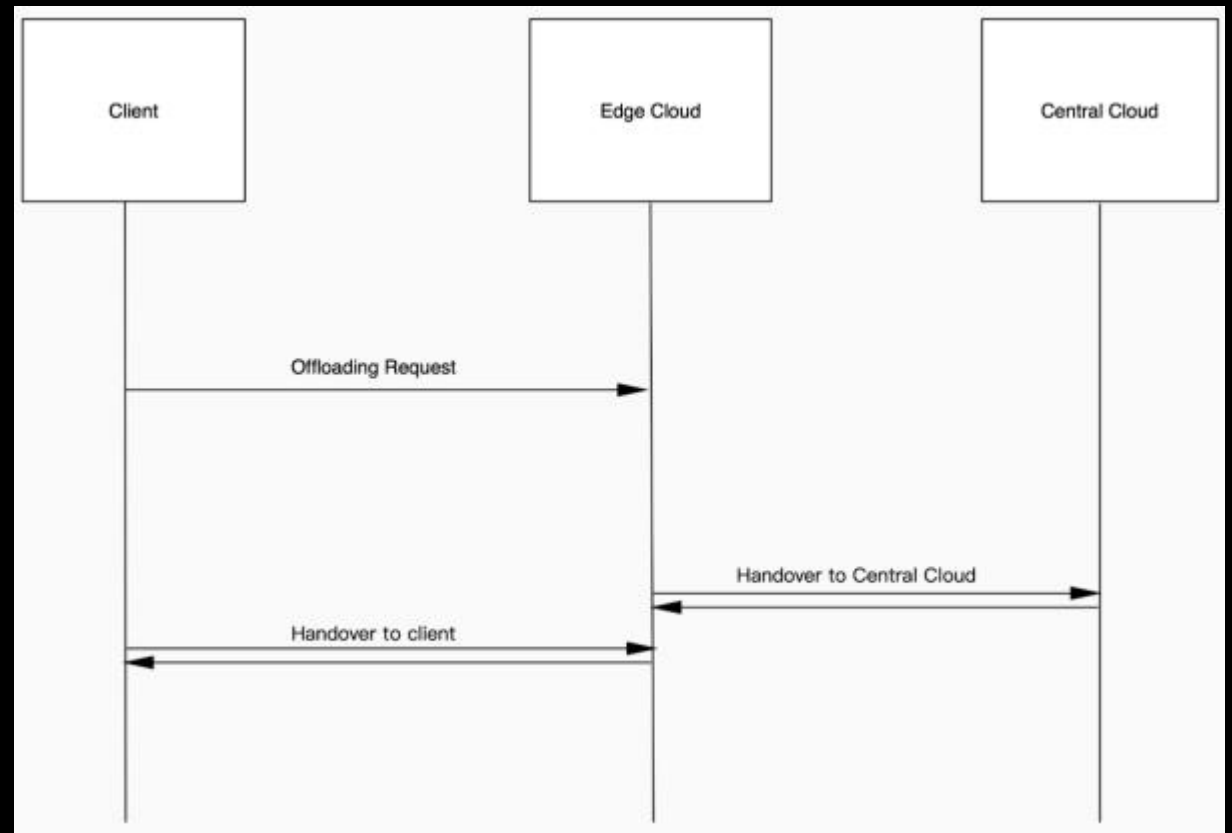 Client
Edge Cloud
Central Cloud
Offloading Request
Handover to Central Cloud
Handover to client